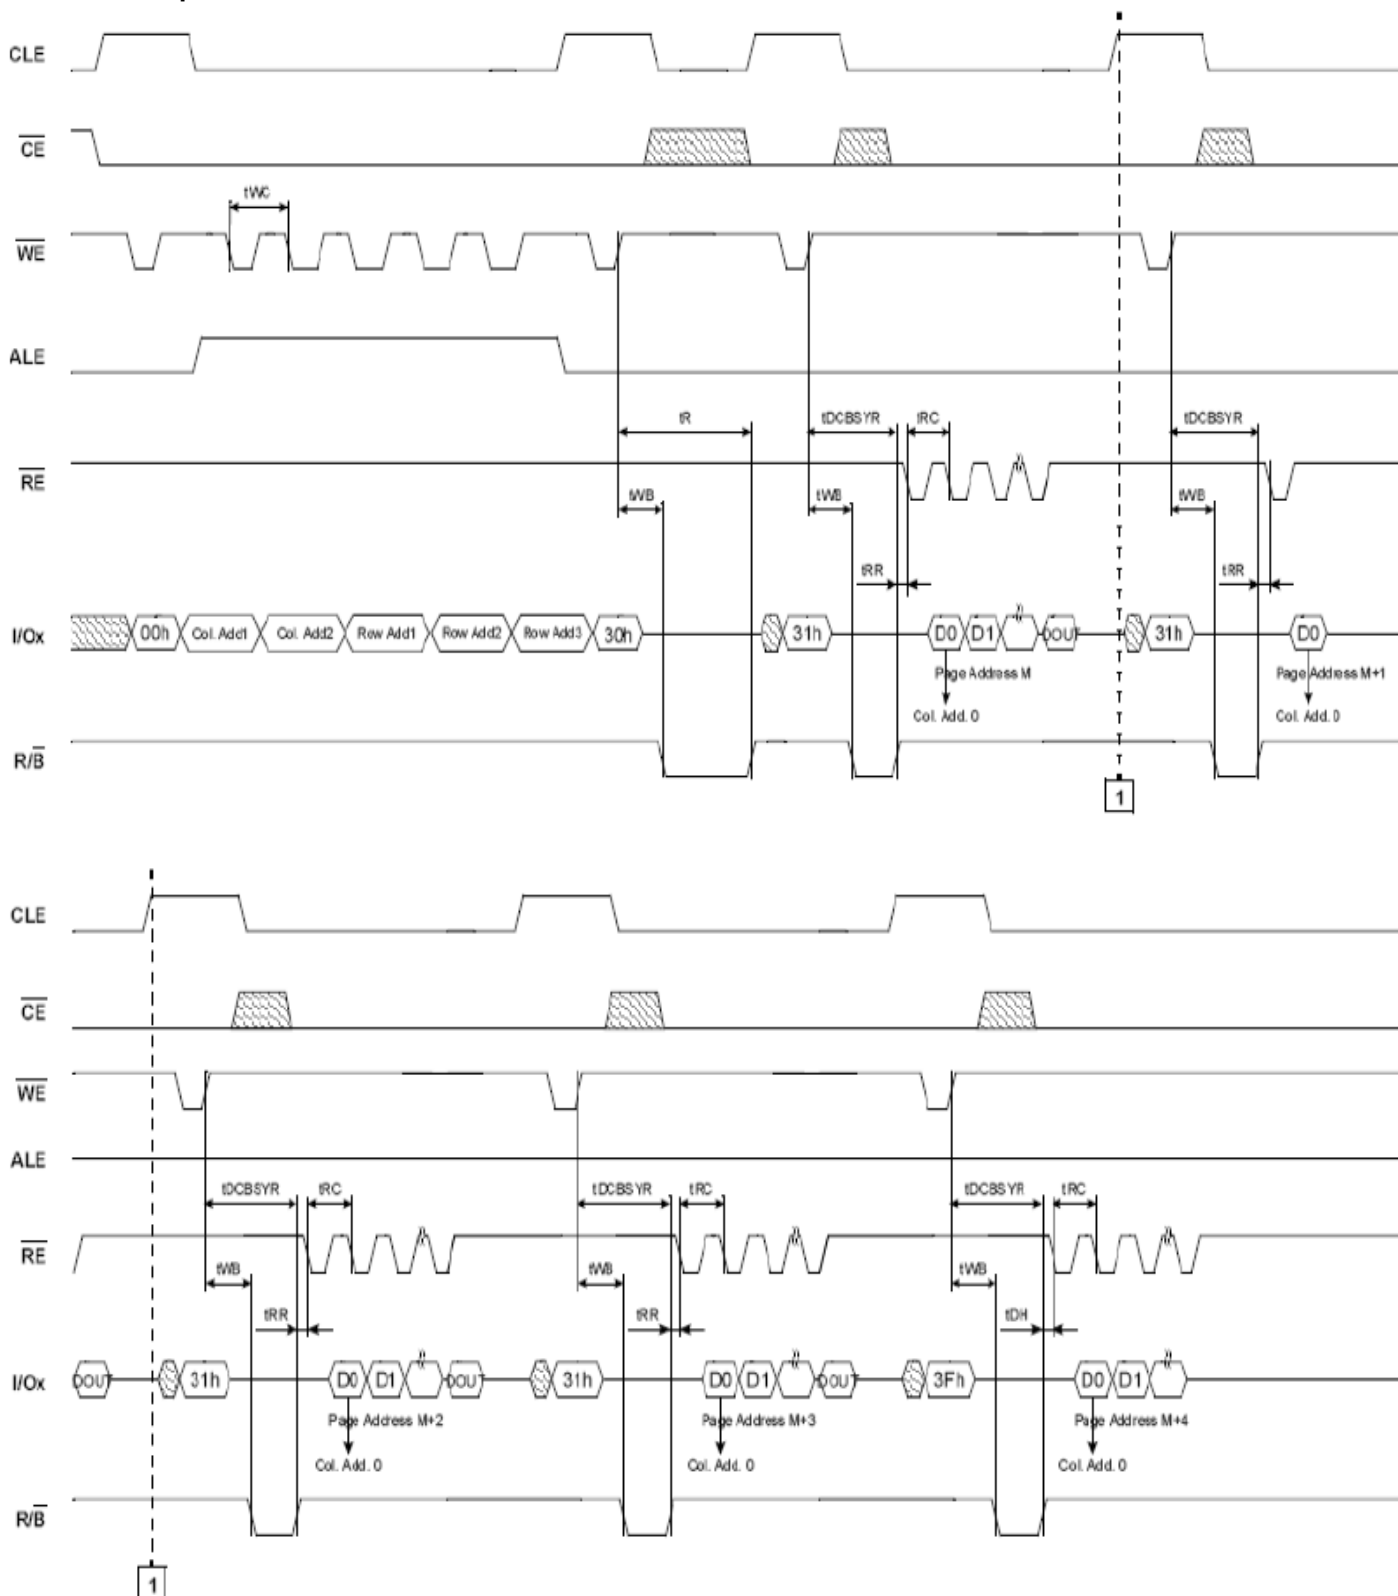 CLE
CE
tWC
WE
ALE
tR tDCBSYR tRC tDCBSYR
RE
tWB tWB tWB
tRR tRR
I/Ox 00h Col. Add1 Col. Add2 Row Add1 Row Add2 Row Add3 30h 31h D0 D1 DOUT 31h D0
Page Address M Page Address M+1
Col. Add. 0 Col. Add. 0
R/B
1
CLE
CE
WE
ALE
tDCBSYR tRC tDCBSYR tRC tDCBSYR tRC
RE
tWB tWB tWB
tRR tRR tDH
I/Ox DOUT 31h D0 D1 DOUT 31h D0 D1 DOUT 3Fh D0 D1
Page Address M+2 Page Address M+3 Page Address M+4
Col. Add. 0 Col. Add. 0 Col. Add. 0
R/B
1